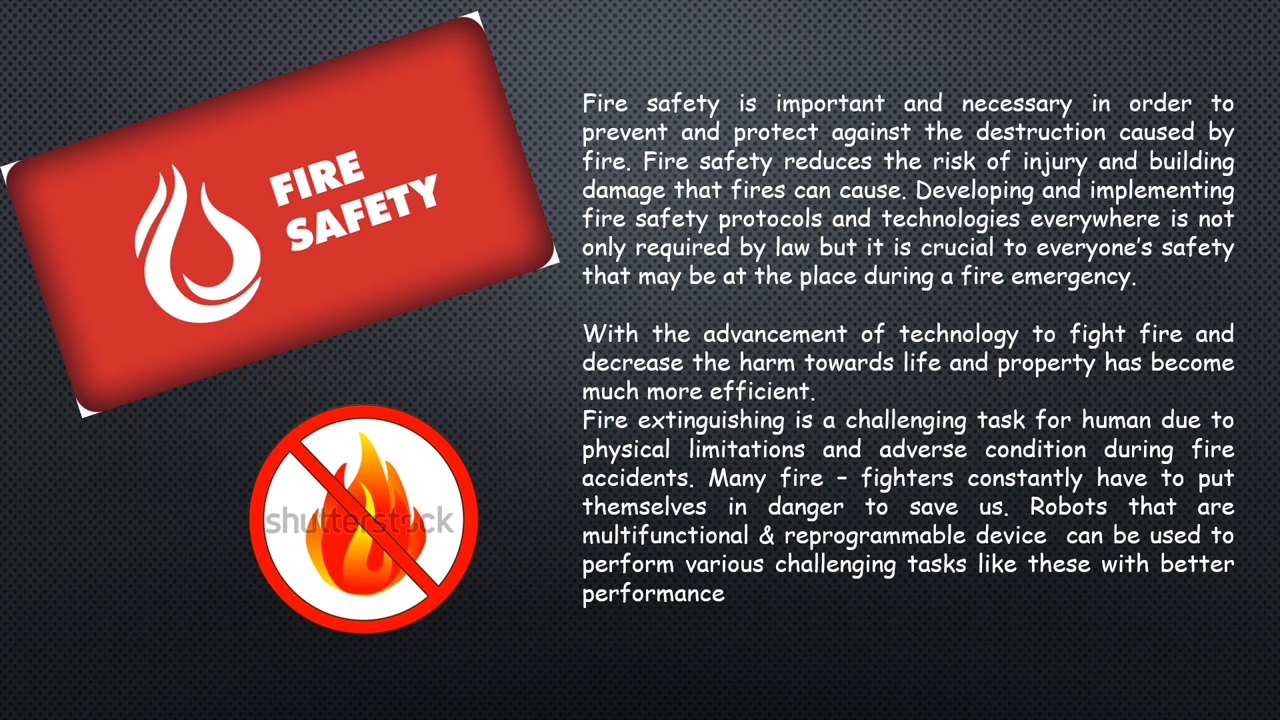 FIRE
SAFETY
Fire safety is important and necessary in order to
prevent and protect against the destruction caused by
fire. Fire safety reduces the risk of injury and building
damage that fires can cause. Developing and implementing
fire safety protocols and technologies everywhere is not
only required by law but it is crucial to everyone’s safety
that may be at the place during a fire emergency.
With the advancement of technology to fight fire and
decrease the harm towards life and property has become
much more efficient.
Fire extinguishing is a challenging task for human due to
physical limitations and adverse condition during fire
accidents. Many fire – fighters constantly have to put
themselves in danger to save us. Robots that are
multifunctional & reprogrammable device can be used to
perform various challenging tasks like these with better
performance
shutterstock